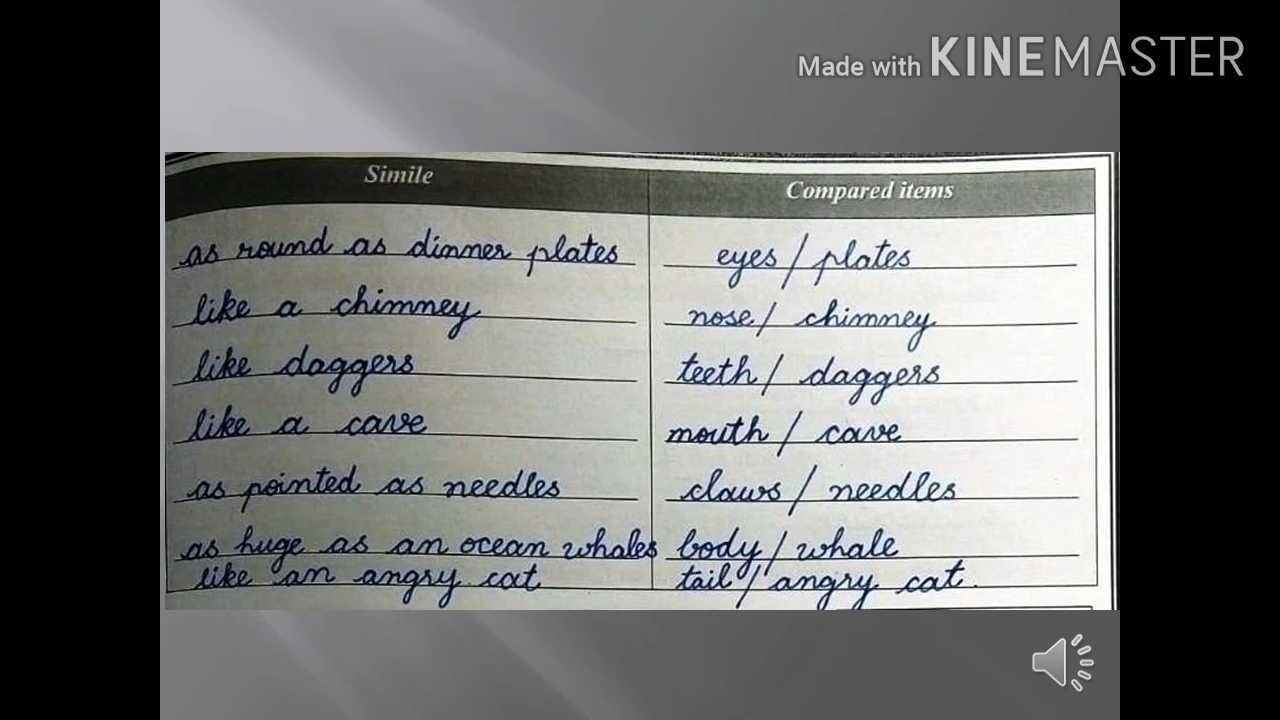 Made with KINEMASTER
Simile Compared items
as round as dinner plates eyes / plates
like a chimney nose / chimney
like daggers teeth / daggers
like a cave mouth / cave
as pointed as needles claws / needles
as huge as an ocean whales body / whale
like an angry cat tail / angry cat.